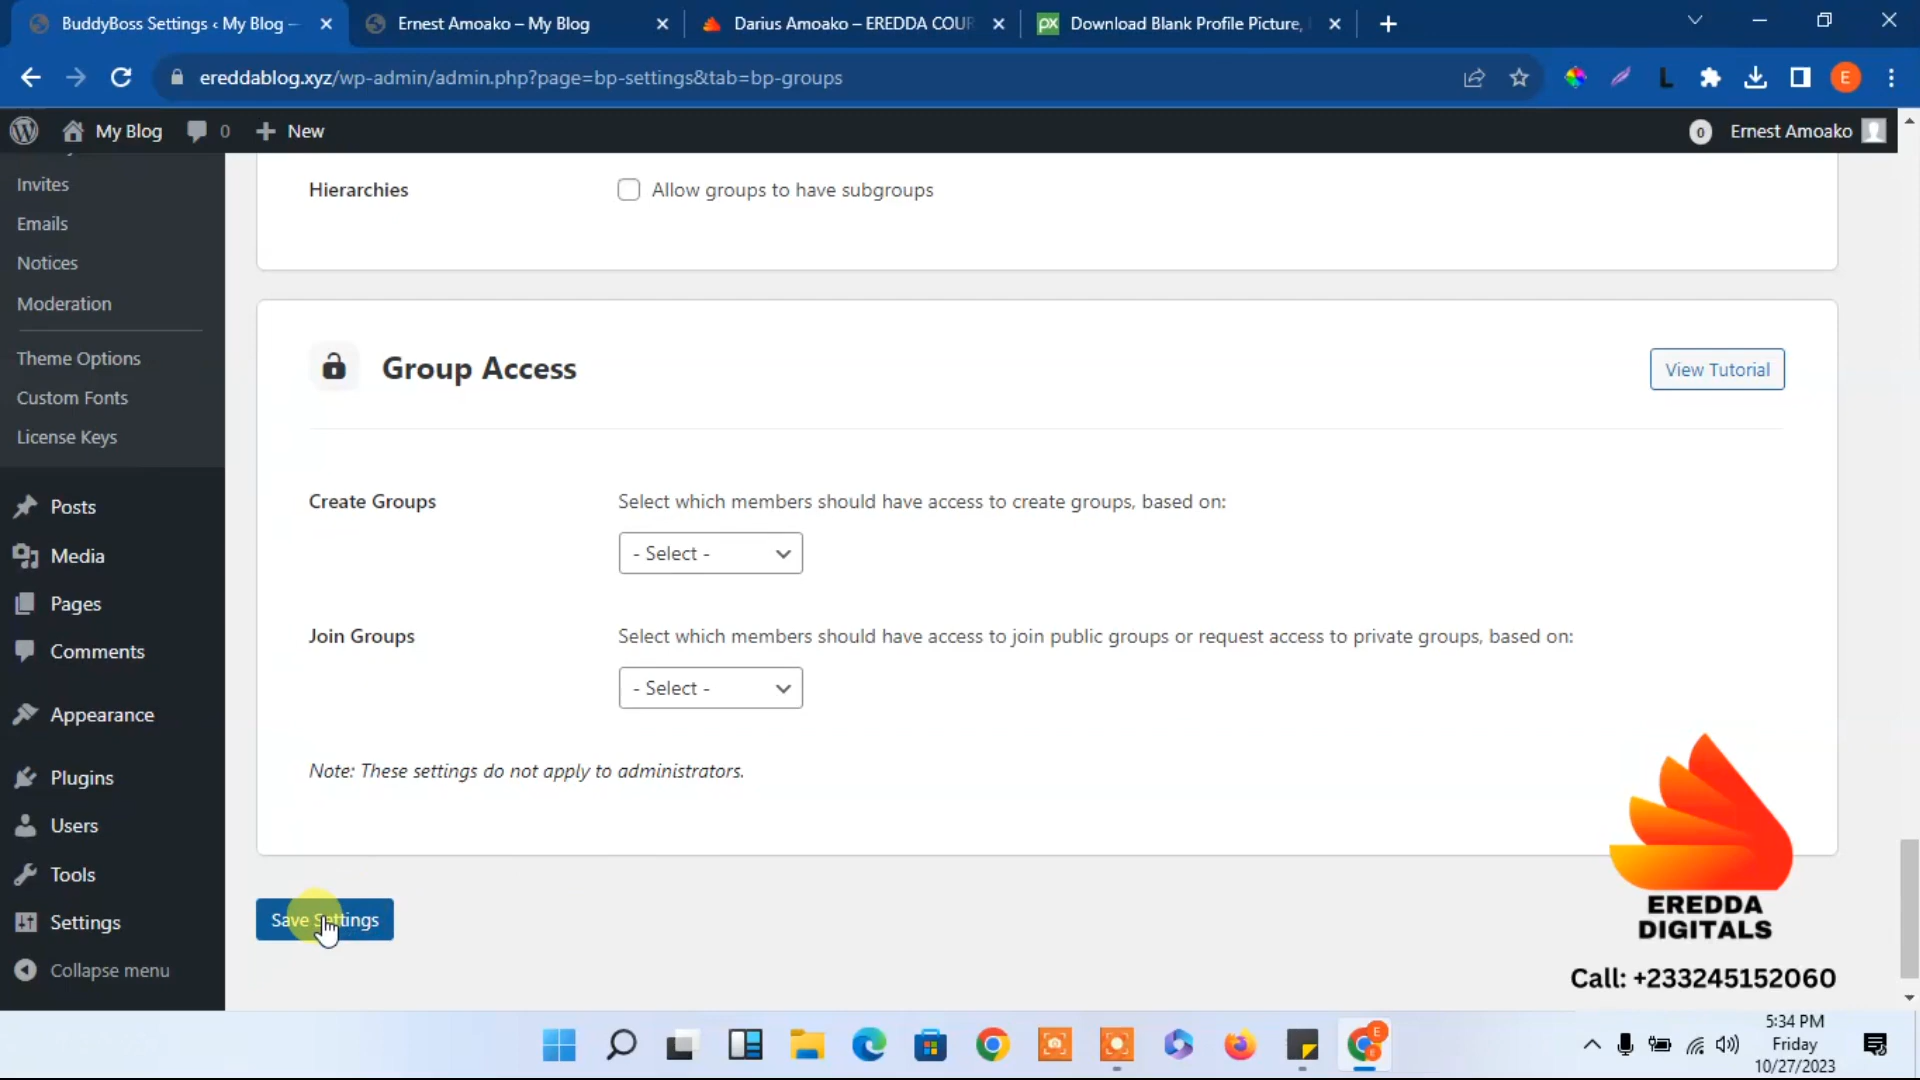 BuddyBoss Settings ‹ My Blog —
Ernest Amoako – My Blog
Darius Amoako – EREDDA COUR
px
Download Blank Profile Picture,
ereddablog.xyz/wp-admin/admin.php?page=bp-settings&tab=bp-groups
L
E
My Blog
0
New
0
Ernest Amoako
Invites
Emails
Notices
Moderation
Theme Options
Custom Fonts
License Keys
Posts
Media
Pages
Comments
Appearance
Plugins
Users
Tools
Settings
Collapse menu
Hierarchies
Allow groups to have subgroups
Group Access
View Tutorial
Create Groups
Select which members should have access to create groups, based on:
- Select -
Join Groups
Select which members should have access to join public groups or request access to private groups, based on:
- Select -
Note: These settings do not apply to administrators.
Save Settings
EREDDA
DIGITALS
Call: +233245152060
E
E
5:34 PM
Friday
10/27/2023